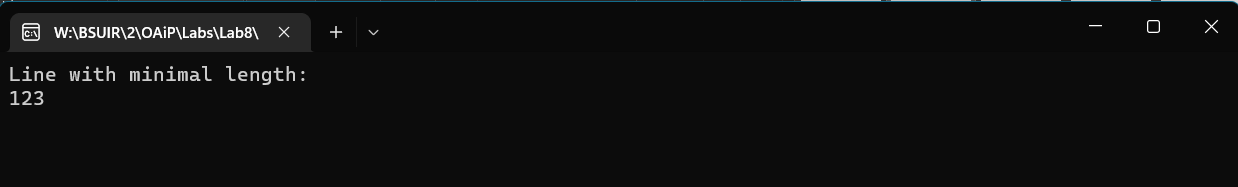 W:\BSUIR\2\OAiP\Labs\Lab8\
Line with minimal length:
123